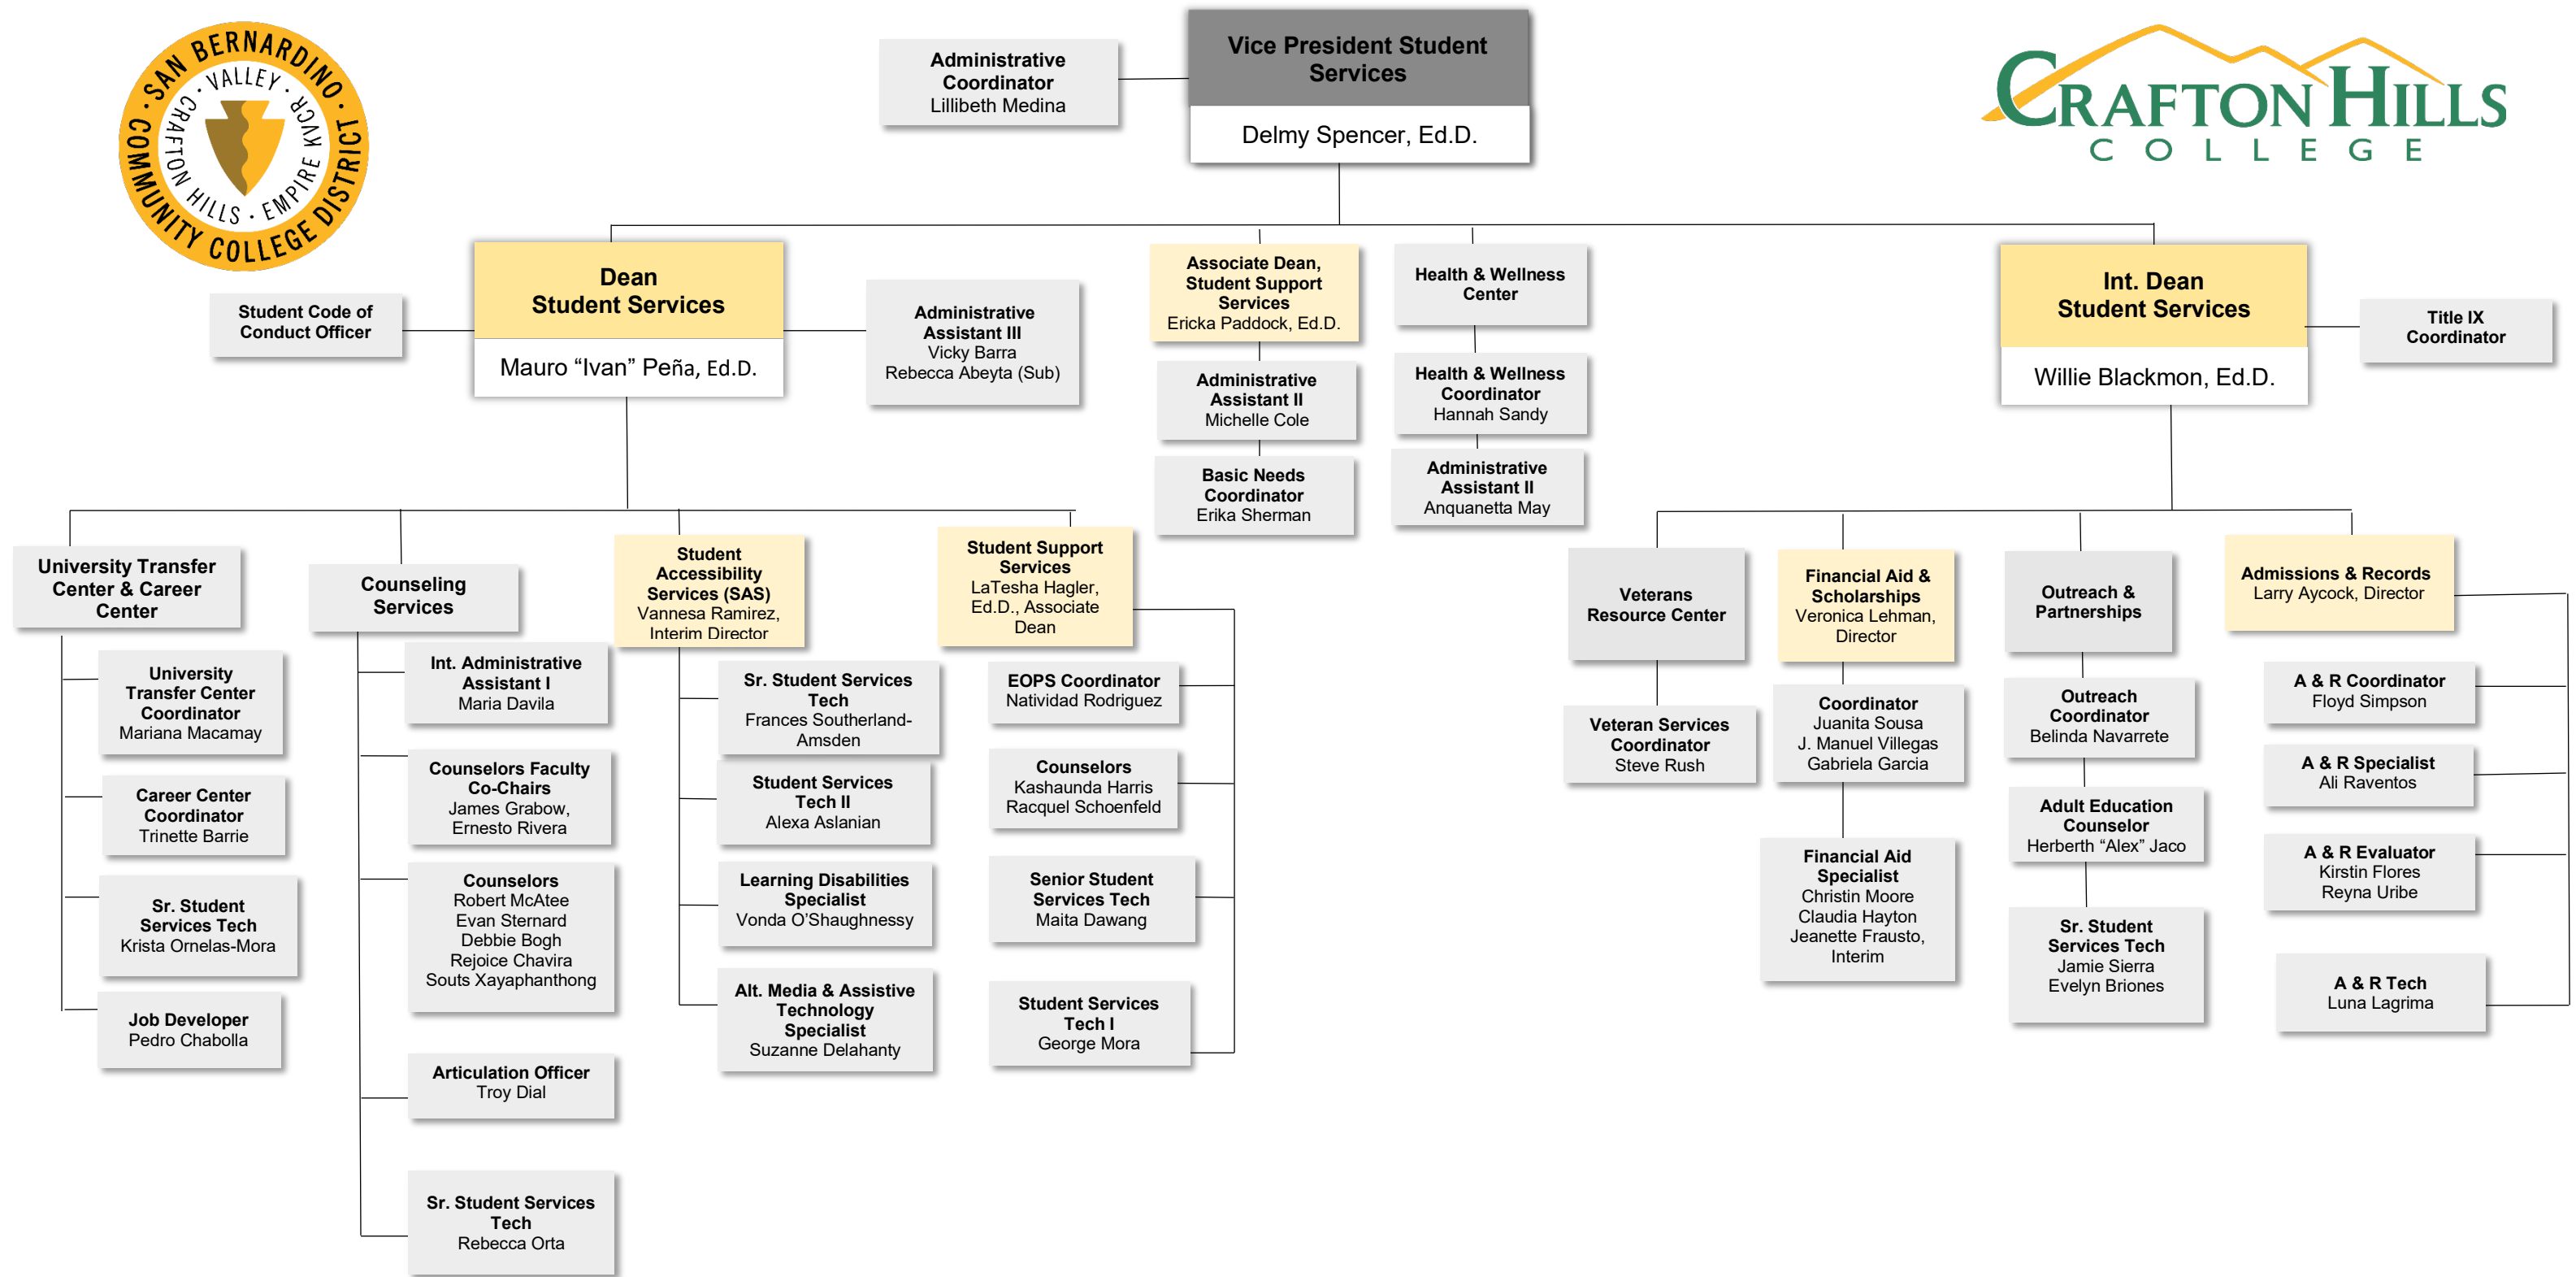 SAN BERNARDINO
COMMUNITY COLLEGE DISTRICT
VALLEY · KVCR
CRAFTON HILLS · EMPIRE
Administrative
Coordinator
Lillibeth Medina
Vice President Student
Services
Delmy Spencer, Ed.D.
CRAFTON HILLS
COLLEGE
Student Code of
Conduct Officer
Dean
Student Services
Mauro “Ivan” Peña, Ed.D.
Administrative
Assistant III
Vicky Barra
Rebecca Abeyta (Sub)
Associate Dean,
Student Support
Services
Ericka Paddock, Ed.D.
Administrative
Assistant II
Michelle Cole
Basic Needs
Coordinator
Erika Sherman
Health & Wellness
Center
Health & Wellness
Coordinator
Hannah Sandy
Administrative
Assistant II
Anquanetta May
Int. Dean
Student Services
Willie Blackmon, Ed.D.
Title IX
Coordinator
University Transfer
Center & Career
Center
University
Transfer Center
Coordinator
Mariana Macamay
Career Center
Coordinator
Trinette Barrie
Sr. Student
Services Tech
Krista Ornelas-Mora
Job Developer
Pedro Chabolla
Counseling
Services
Int. Administrative
Assistant I
Maria Davila
Counselors Faculty
Co-Chairs
James Grabow,
Ernesto Rivera
Counselors
Robert McAtee
Evan Sternard
Debbie Bogh
Rejoice Chavira
Souts Xayaphanthong
Articulation Officer
Troy Dial
Sr. Student Services
Tech
Rebecca Orta
Student
Accessibility
Services (SAS)
Vannesa Ramirez,
Interim Director
Sr. Student Services
Tech
Frances Southerland-
Amsden
Student Services
Tech II
Alexa Aslanian
Learning Disabilities
Specialist
Vonda O’Shaughnessy
Alt. Media & Assistive
Technology
Specialist
Suzanne Delahanty
Student Support
Services
LaTesha Hagler,
Ed.D., Associate
Dean
EOPS Coordinator
Natividad Rodriguez
Counselors
Kashaunda Harris
Racquel Schoenfeld
Senior Student
Services Tech
Maita Dawang
Student Services
Tech I
George Mora
Veterans
Resource Center
Veteran Services
Coordinator
Steve Rush
Financial Aid &
Scholarships
Veronica Lehman,
Director
Coordinator
Juanita Sousa
J. Manuel Villegas
Gabriela Garcia
Financial Aid
Specialist
Christin Moore
Claudia Hayton
Jeanette Frausto,
Interim
Outreach &
Partnerships
Outreach
Coordinator
Belinda Navarrete
Adult Education
Counselor
Herberth “Alex” Jaco
Sr. Student
Services Tech
Jamie Sierra
Evelyn Briones
Admissions & Records
Larry Aycock, Director
A & R Coordinator
Floyd Simpson
A & R Specialist
Ali Raventos
A & R Evaluator
Kirstin Flores
Reyna Uribe
A & R Tech
Luna Lagrima